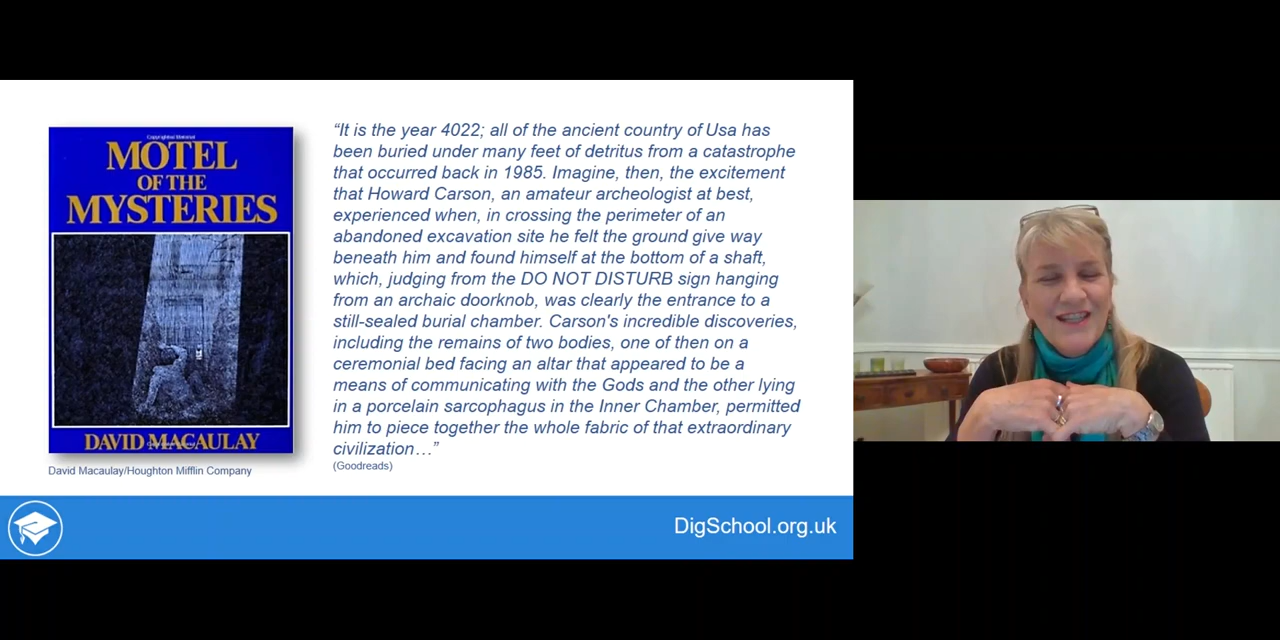 Copyrighted Material
MOTEL
OF THE
MYSTERIES
DAVID MACAULAY
David Macaulay/Houghton Mifflin Company
“It is the year 4022; all of the ancient country of Usa has
been buried under many feet of detritus from a catastrophe
that occurred back in 1985. Imagine, then, the excitement
that Howard Carson, an amateur archeologist at best,
experienced when, in crossing the perimeter of an
abandoned excavation site he felt the ground give way
beneath him and found himself at the bottom of a shaft,
which, judging from the DO NOT DISTURB sign hanging
from an archaic doorknob, was clearly the entrance to a
still-sealed burial chamber. Carson's incredible discoveries,
including the remains of two bodies, one of then on a
ceremonial bed facing an altar that appeared to be a
means of communicating with the Gods and the other lying
in a porcelain sarcophagus in the Inner Chamber, permitted
him to piece together the whole fabric of that extraordinary
civilization…”
(Goodreads)
DigSchool.org.uk